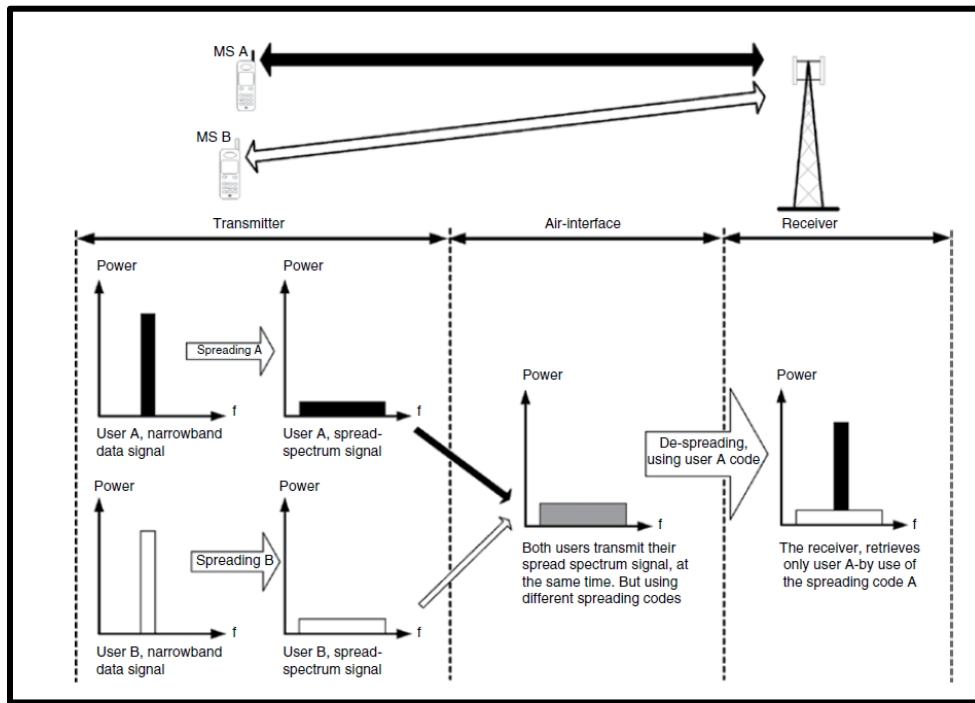 MS A
MS B
Transmitter
Air-interface
Receiver
Power
Power
Spreading A
f
f
User A, narrowband
data signal
User A, spread-
spectrum signal
Power
Power
Spreading B
f
f
User B, narrowband
data signal
User B, spread-
spectrum signal
Power
f
Both users transmit their
spread spectrum signal, at
the same time. But using
different spreading codes
De-spreading,
using user A code
Power
f
The receiver, retrieves
only user A-by use of
the spreading code A